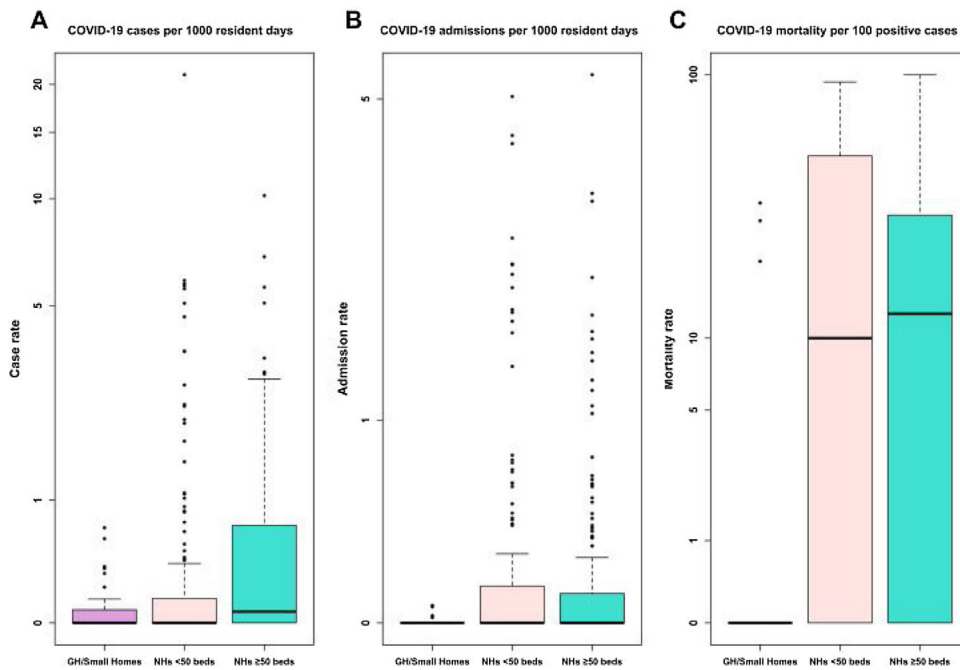 A
COVID-19 cases per 1000 resident days
Case rate
20
15
10
5
1
0
GH/Small Homes
NHs <50 beds
NHs ≥50 beds
B
COVID-19 admissions per 1000 resident days
Admission rate
5
1
0
GH/Small Homes
NHs <50 beds
NHs ≥50 beds
C
COVID-19 mortality per 100 positive cases
Mortality rate
100
10
5
1
0
GH/Small Homes
NHs <50 beds
NHs ≥50 beds